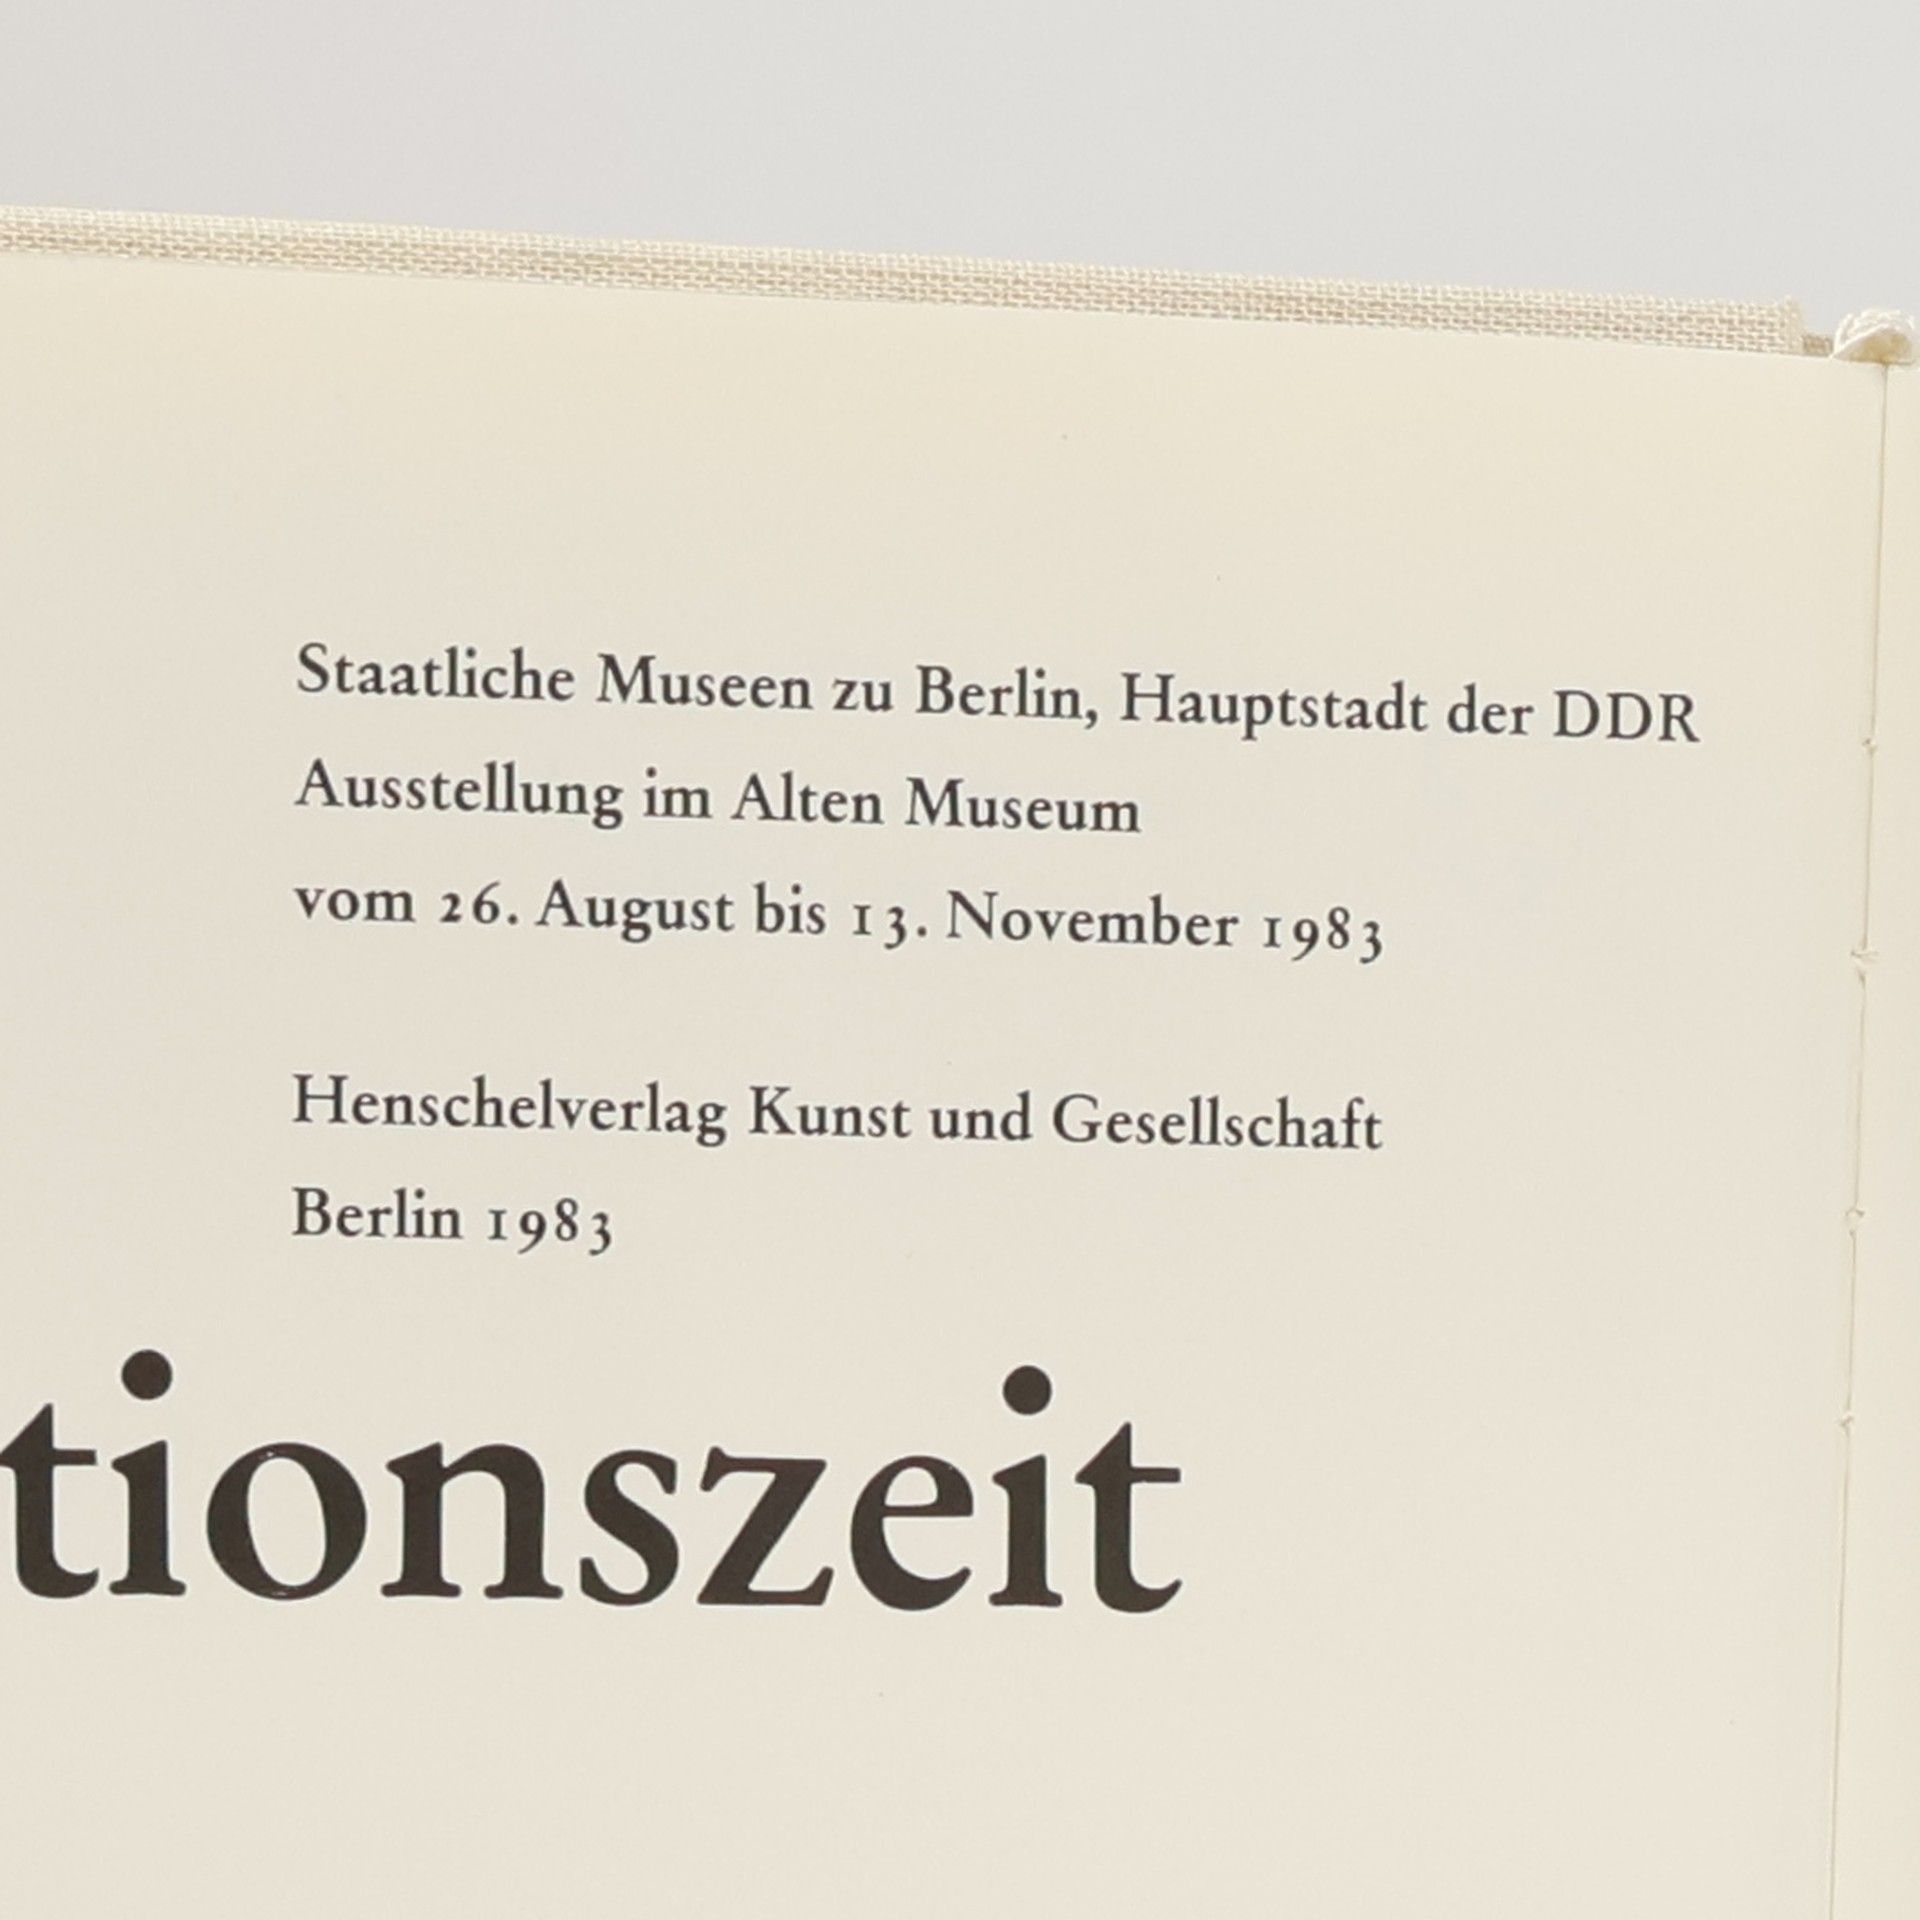 Staatliche Museen zu Berlin, Hauptstadt der DDR
Ausstellung im Alten Museum
vom 26. August bis 13. November 1983
Henschelverlag Kunst und Gesellschaft
Berlin 1983
tionszeit